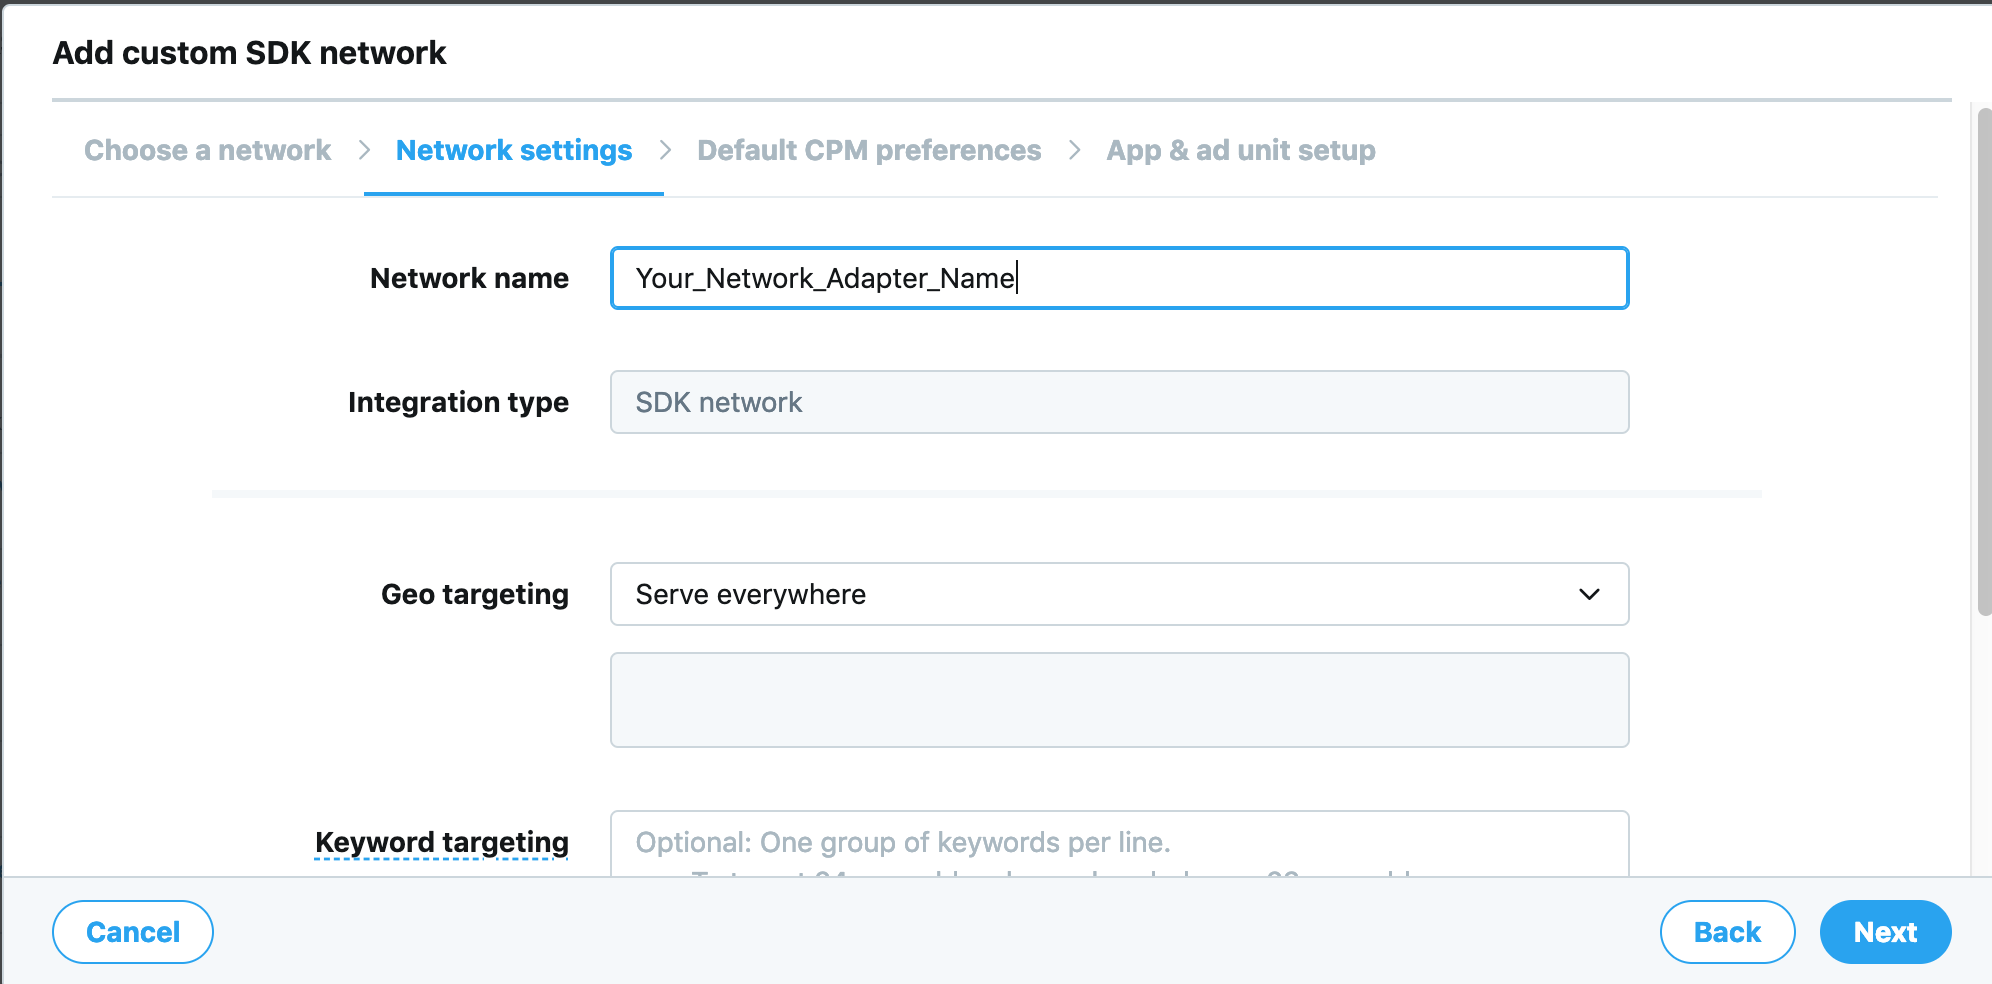 Add custom SDK network
Choose a network > Network settings > Default CPM preferences > App & ad unit setup
Network name Your_Network_Adapter_Name
Integration type SDK network
Geo targeting Serve everywhere
Keyword targeting Optional: One group of keywords per line.
Cancel Back Next